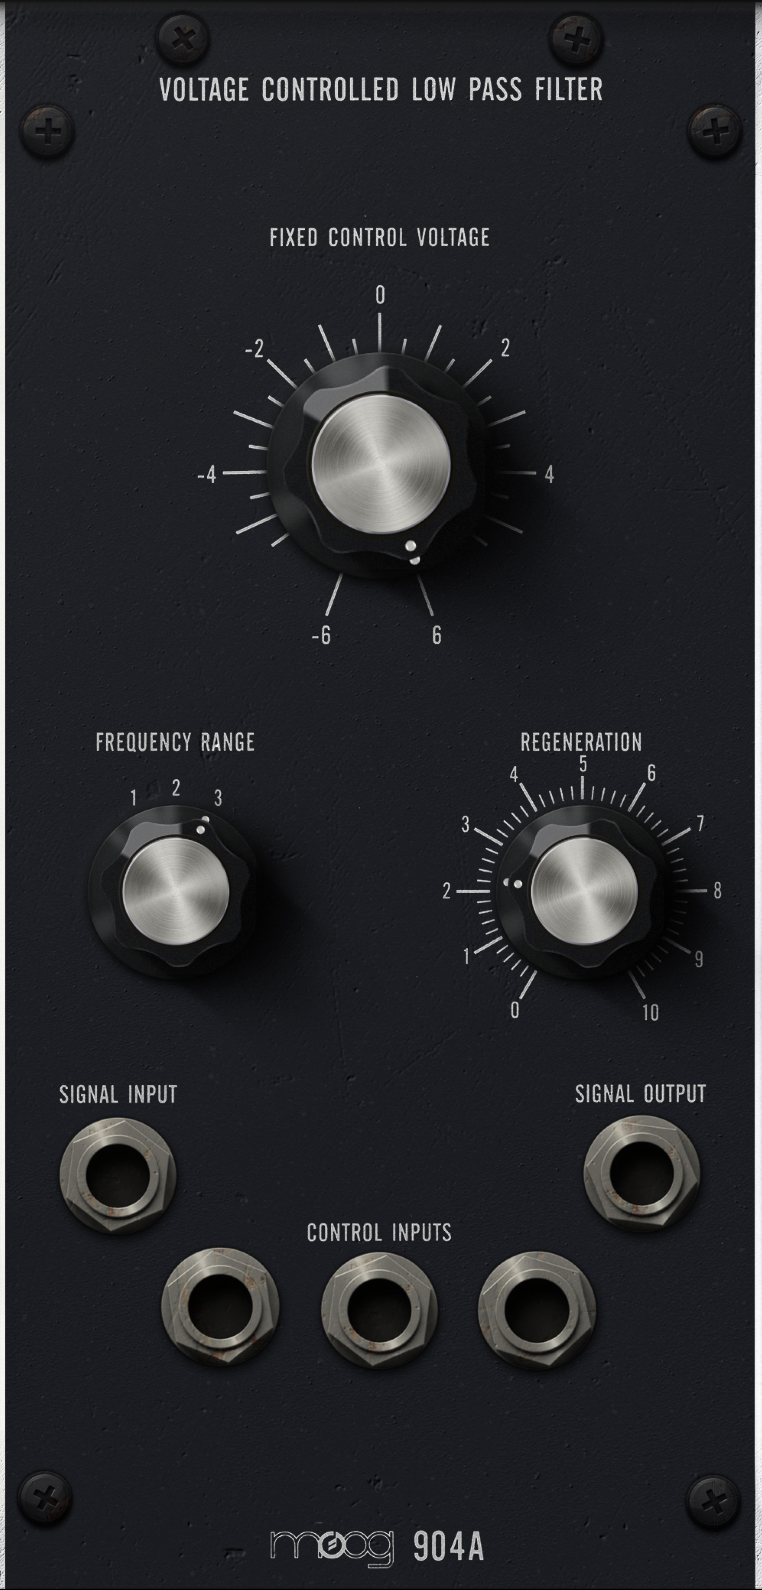 VOLTAGE CONTROLLED LOW PASS FILTER
FIXED CONTROL VOLTAGE
0
-2
2
-4
4
-6
6
FREQUENCY RANGE
1
2
3
REGENERATION
0
1
2
3
4
5
6
7
8
9
10
SIGNAL INPUT
SIGNAL OUTPUT
CONTROL INPUTS
moog 904A